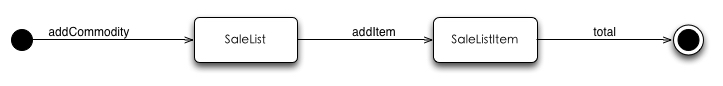 addCommodity
SaleList
addItem
SaleListItem
total